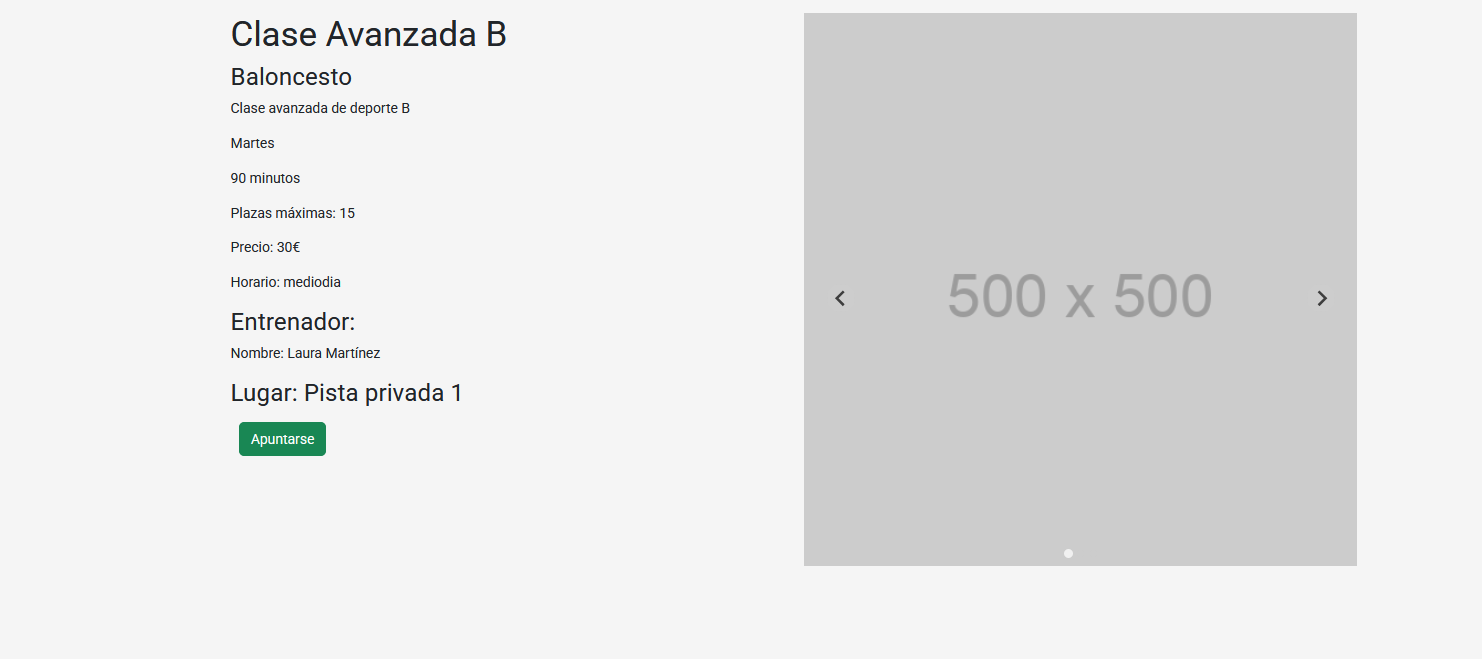 Clase Avanzada B
Baloncesto
Clase avanzada de deporte B
Martes
90 minutos
Plazas máximas: 15
Precio: 30€
Horario: mediodia
Entrenador:
Nombre: Laura Martínez
Lugar: Pista privada 1
Apuntarse
500 x 500